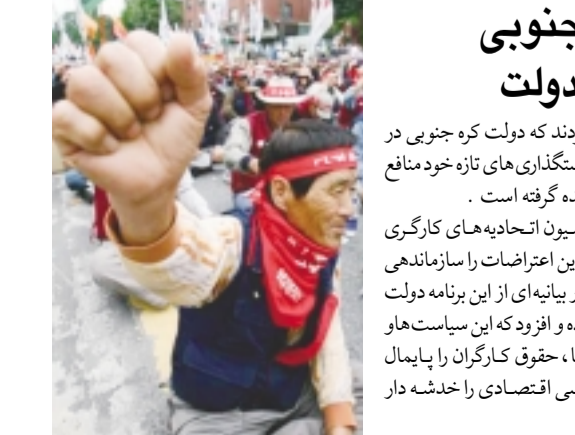 جنوبی
دولت
دند که دولت کره جنوبی در
ستگذاری‌های تازه خود منافع
ده گرفته است .
سیون اتحادیه‌های کارگری
ین اعتراضات را سازماندهی
ر بیانیه‌ای از این برنامه دولت
ده و افزود که این سیاست‌ها و
ا ، حقوق کارگران را پایمال
سی اقتصادی را خدشه دار